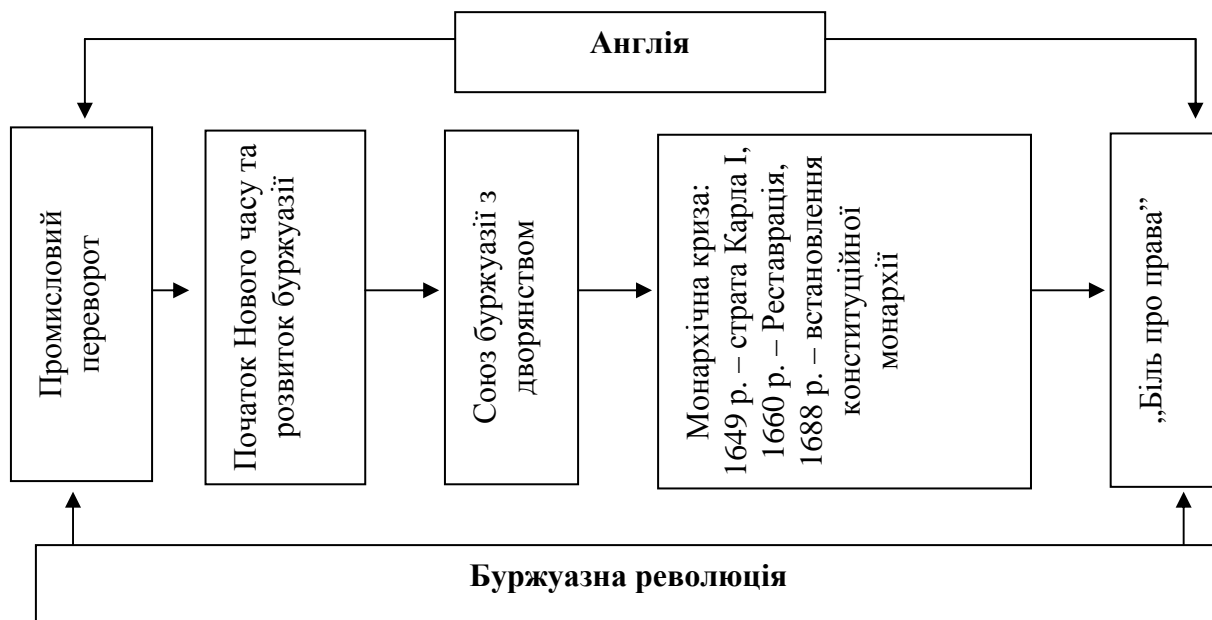 Англія
Промисловий
переворот
Початок Нового часу та
розвиток буржуазії
Союз буржуазії з
дворянством
Монархічна криза:
1649 р. – страта Карла І,
1660 р. – Реставрація,
1688 р. – встановлення
конституційної
монархії
„Біль про права”
Буржуазна революція